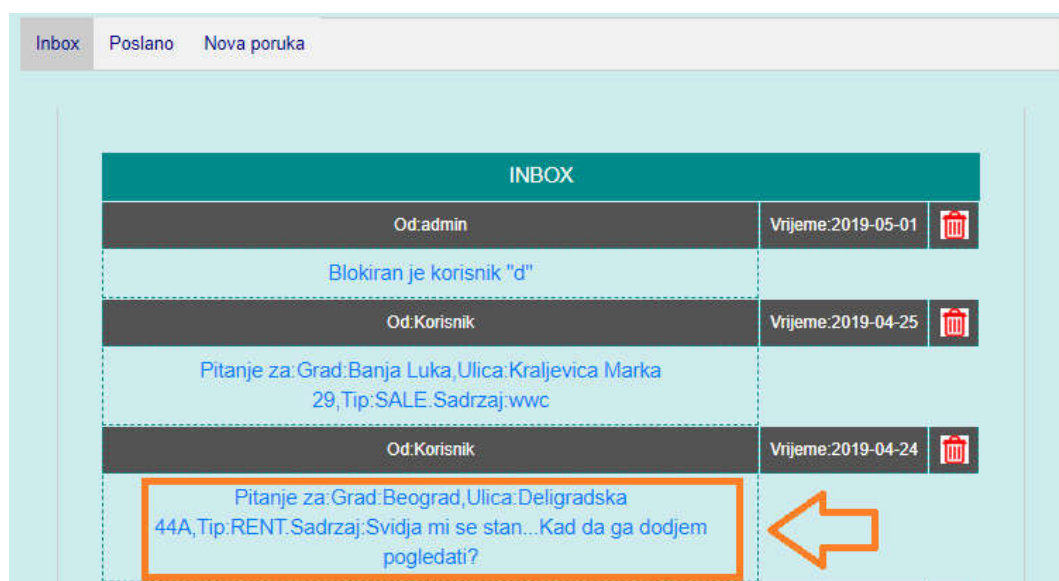 Inbox Poslano Nova poruka
INBOX
Od:admin Vrijeme:2019-05-01
Blokiran je korisnik "d"
Od:Korisnik Vrijeme:2019-04-25
Pitanje za:Grad:Banja Luka,Ulica:Kraljevica Marka
29,Tip:SALE.Sadrzaj:wwc
Od:Korisnik Vrijeme:2019-04-24
Pitanje za:Grad:Beograd,Ulica:Deligradska
44A,Tip:RENT.Sadrzaj:Svidja mi se stan...Kad da ga dodjem
pogledati?